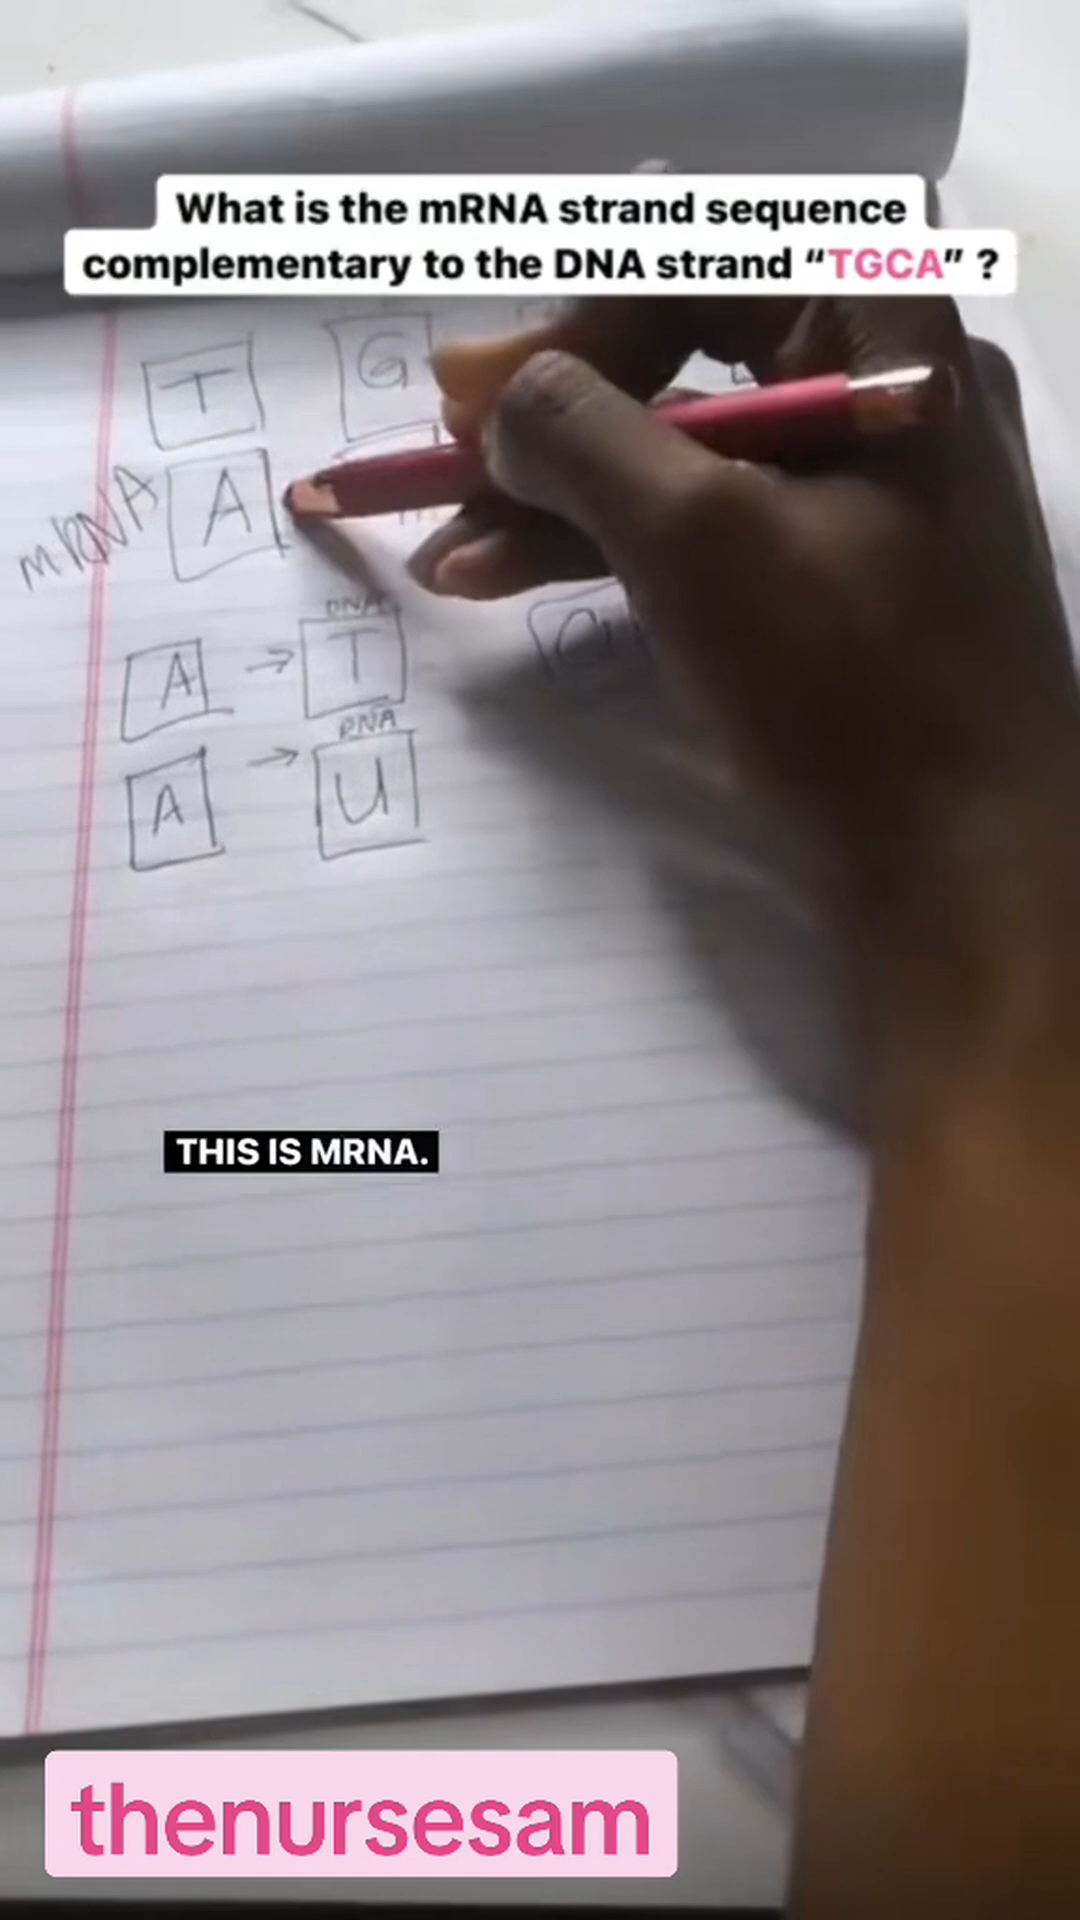 What is the mRNA strand sequence
complementary to the DNA strand “TGCA” ?
T G
mRNA A
DNA
A → T
G
RNA
A → U
THIS IS MRNA.
thenursesam